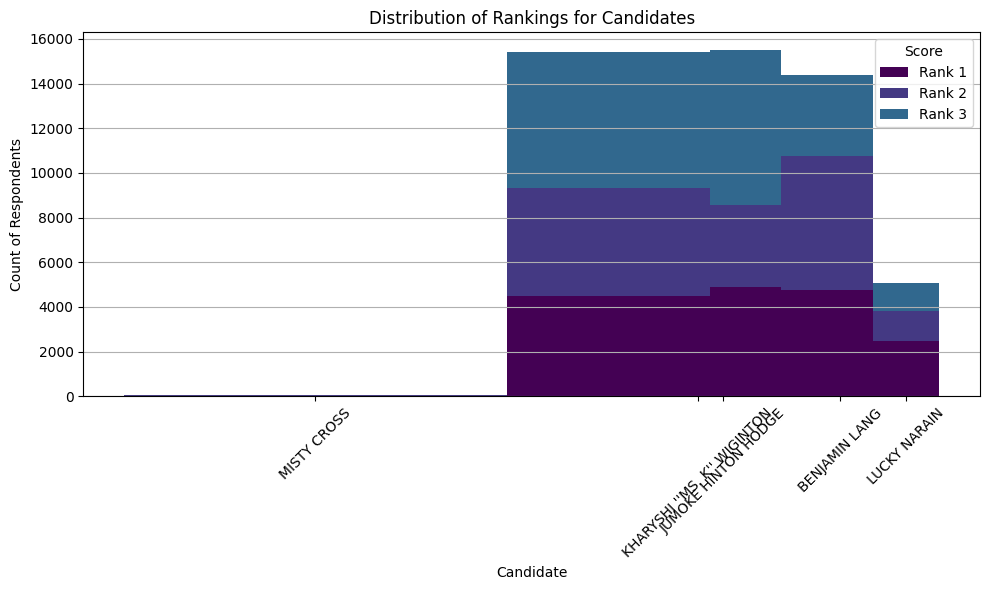 Distribution of Rankings for Candidates
Score
Rank 1
Rank 2
Rank 3
Count of Respondents
16000
14000
12000
10000
8000
6000
4000
2000
0
MISTY CROSS
KHARYSHI "MS. K" WIGINTON
JUMOKE HINTON HODGE
BENJAMIN LANG
LUCKY NARAIN
Candidate